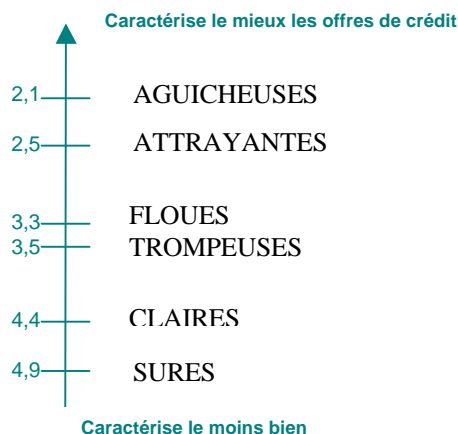 Caractérise le mieux les offres de crédit
2,1 AGUICHEUSES
2,5 ATTRAYANTES
3,3 FLOUES
3,5 TROMPEUSES
4,4 CLAIRES
4,9 SURES
Caractérise le moins bien